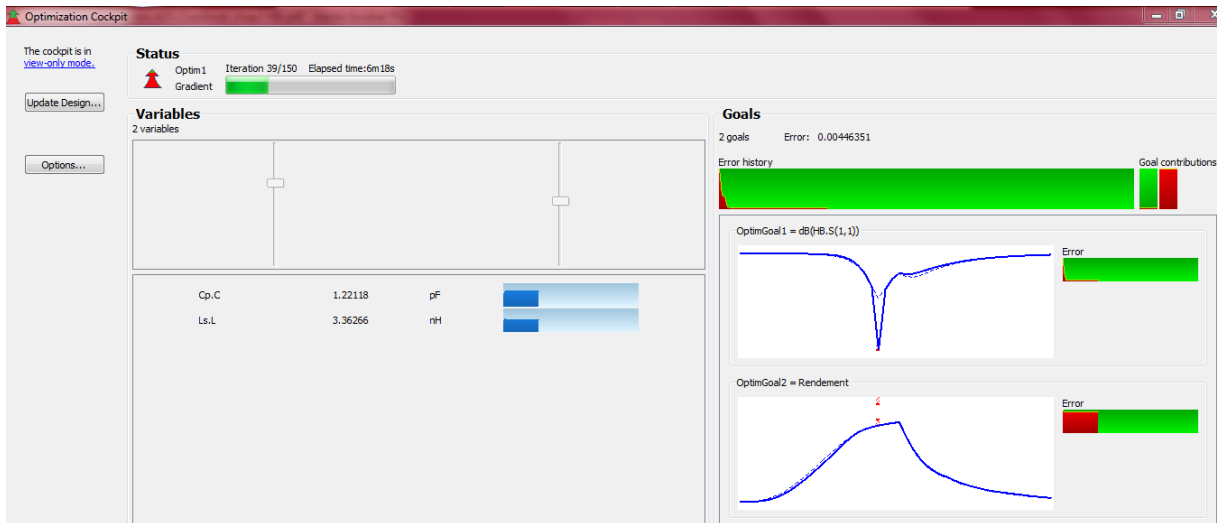 Optimization Cockpit
The cockpit is in
view-only mode.
Update Design...
Options...
Status
Optim1 Iteration 39/150 Elapsed time:6m18s
Gradient
Variables
2 variables
Cp.C 1.22118 pF
Ls.L 3.36266 nH
Goals
2 goals Error: 0.00446351
Error history Goal contributions
OptimGoal1 = dB(HB.S(1,1))
Error
OptimGoal2 = Rendement
Error